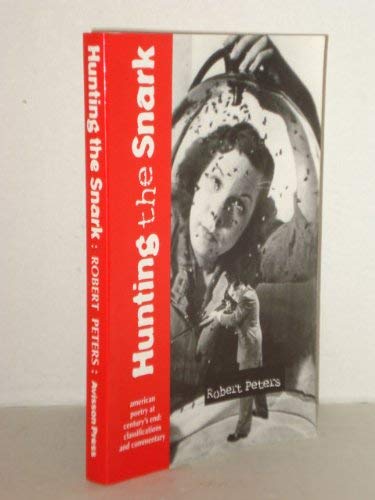 Hunting the Snark : ROBERT PETERS : Avisson Press
Hunting the Snark
american
poetry at
century's end:
classifications
and commentary
Robert Peters